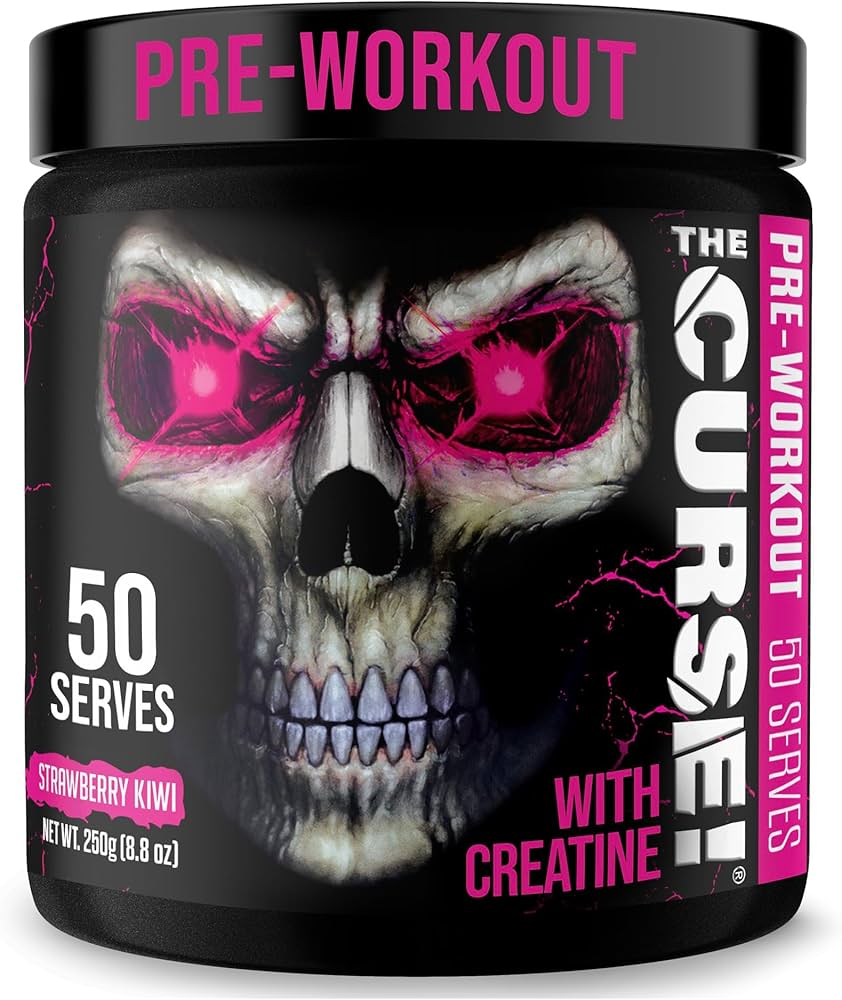 PRE-WORKOUT
THE
CURSE!
®
PRE-WORKOUT 50 SERVES
50
SERVES
STRAWBERRY KIWI
NET WT. 250g (8.8 oz)
WITH
CREATINE